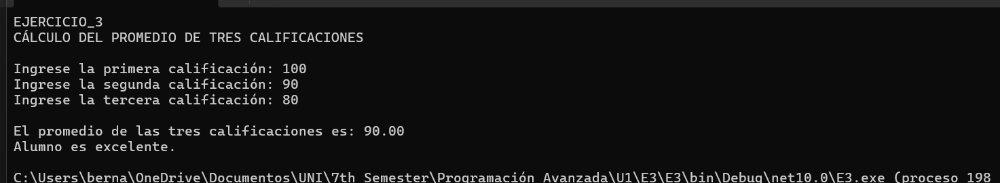 EJERCICIO_3
CÁLCULO DEL PROMEDIO DE TRES CALIFICACIONES
Ingrese la primera calificación: 100
Ingrese la segunda calificación: 90
Ingrese la tercera calificación: 80
El promedio de las tres calificaciones es: 90.00
Alumno es excelente.
C:\Users\berna\OneDrive\Documentos\UNI\7th Semester\Programación Avanzada\U1\E3\E3\bin\Debug\net10.0\E3.exe (proceso 198